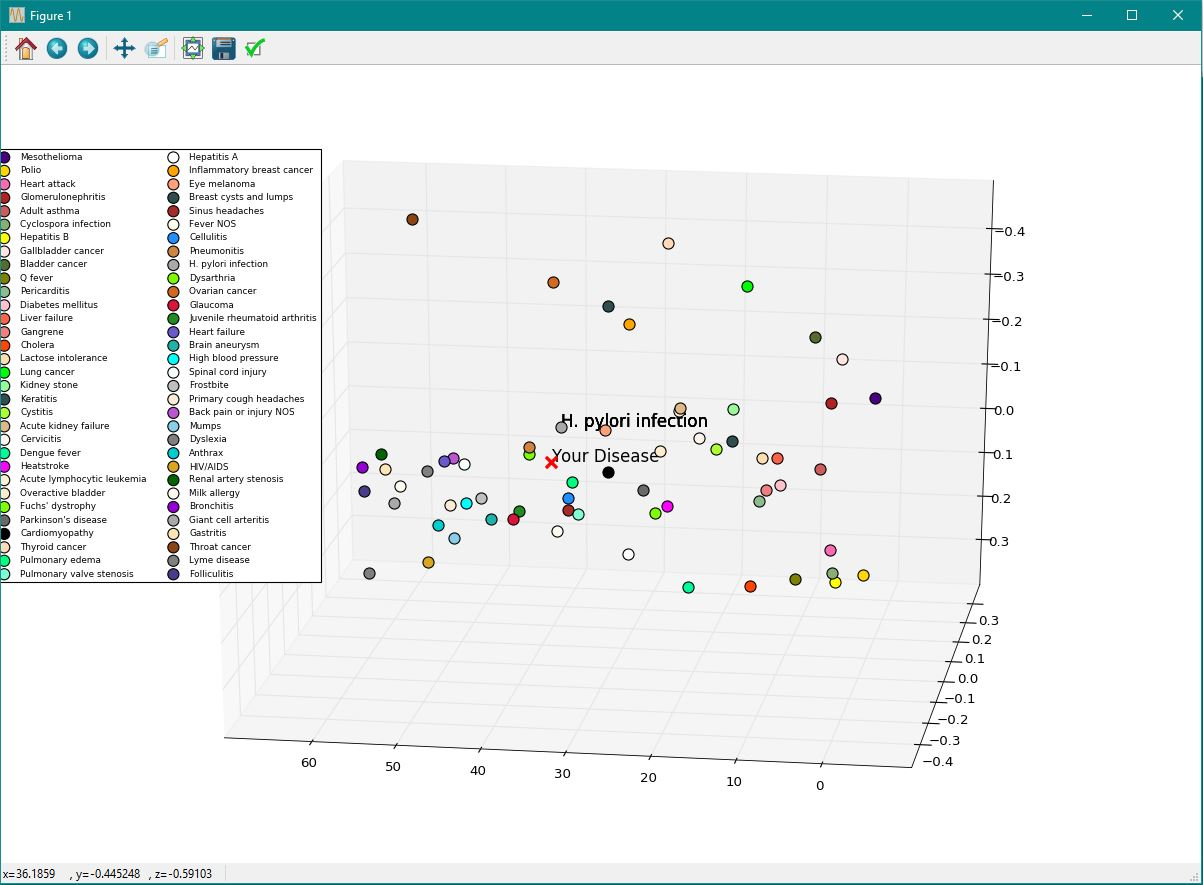 Figure 1
Mesothelioma
Polio
Heart attack
Glomerulonephritis
Adult asthma
Cyclospora infection
Hepatitis B
Gallbladder cancer
Bladder cancer
Q fever
Pericarditis
Diabetes mellitus
Liver failure
Gangrene
Cholera
Lactose intolerance
Lung cancer
Kidney stone
Keratitis
Cystitis
Acute kidney failure
Cervicitis
Dengue fever
Heatstroke
Acute lymphocytic leukemia
Overactive bladder
Fuchs' dystrophy
Parkinson's disease
Cardiomyopathy
Thyroid cancer
Pulmonary edema
Pulmonary valve stenosis
Hepatitis A
Inflammatory breast cancer
Eye melanoma
Breast cysts and lumps
Sinus headaches
Fever NOS
Cellulitis
Pneumonitis
H. pylori infection
Dysarthria
Ovarian cancer
Glaucoma
Juvenile rheumatoid arthritis
Heart failure
Brain aneurysm
High blood pressure
Spinal cord injury
Frostbite
Primary cough headaches
Back pain or injury NOS
Mumps
Dyslexia
Anthrax
HIV/AIDS
Renal artery stenosis
Milk allergy
Bronchitis
Giant cell arteritis
Gastritis
Throat cancer
Lyme disease
Folliculitis
H. pylori infection
Your Disease
−0.4
−0.3
−0.2
−0.1
0.0
0.1
0.2
0.3
0.3
0.2
0.1
0.0
−0.1
−0.2
−0.3
−0.4
60
50
40
30
20
10
0
x=36.1859 , y=-0.445248 , z=-0.59103